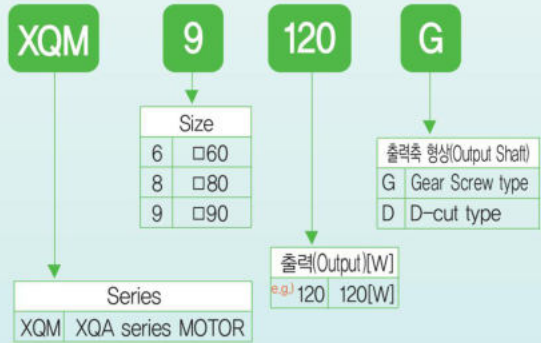 XQM 9 120 G
Size
6 □60
8 □80
9 □90
출력축 형상(Output Shaft)
G Gear Screw type
D D-cut type
출력(Output)[W]
e.g.) 120 120[W]
Series
XQM XQA series MOTOR